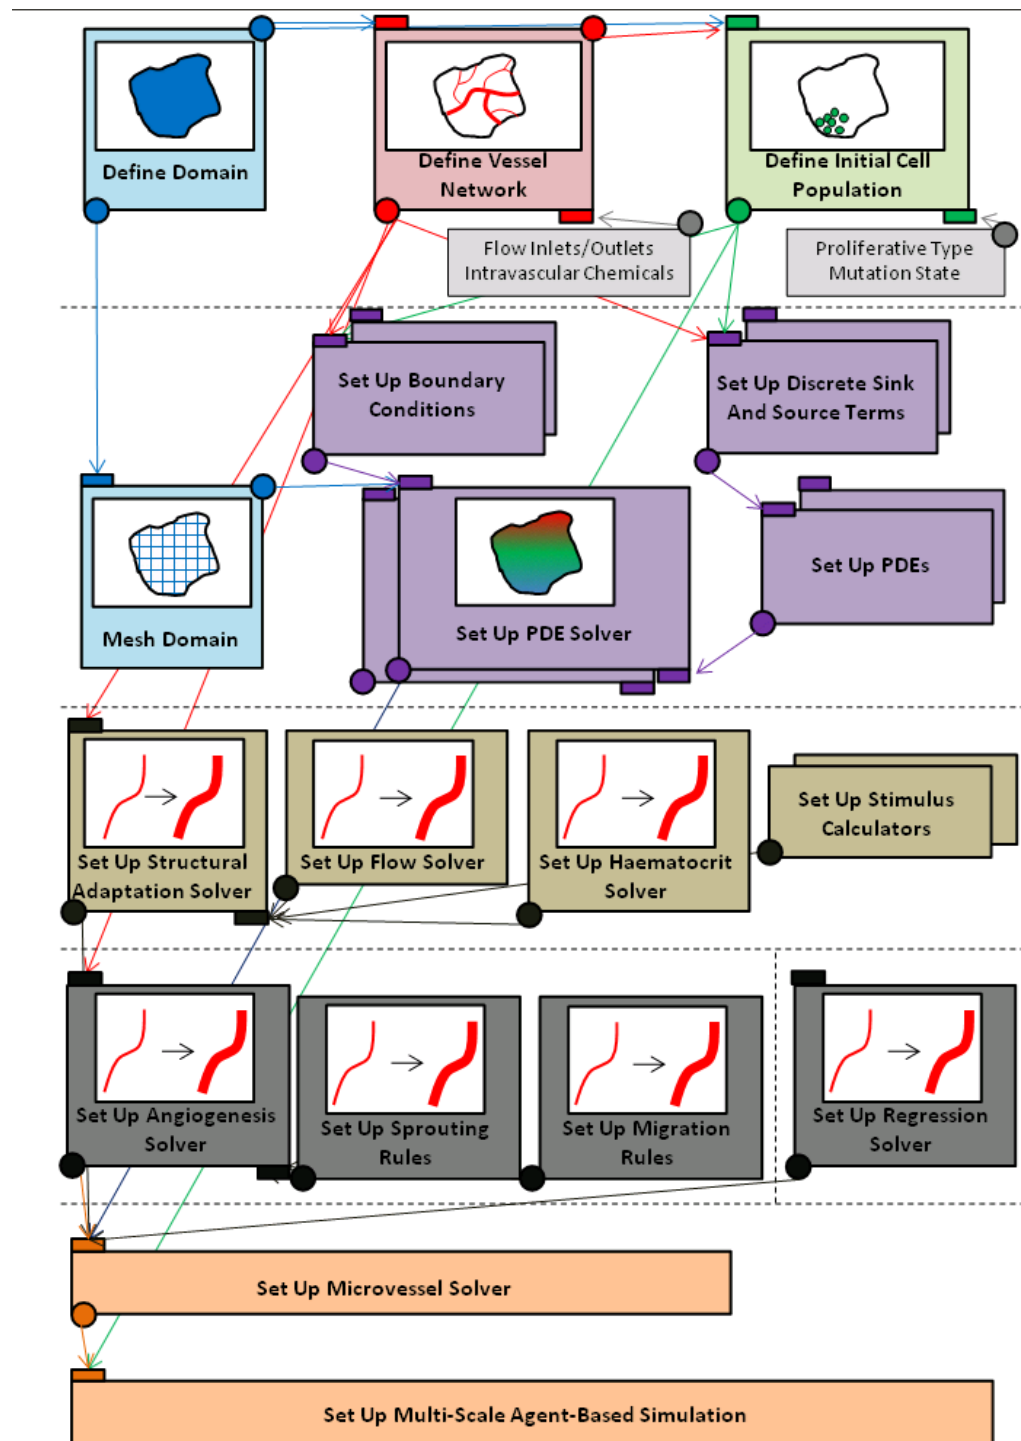 Define Domain
Define Vessel
Network
Define Initial Cell
Population
Flow Inlets/Outlets
Intravascular Chemicals
Proliferative Type
Mutation State
Set Up Boundary
Conditions
Set Up Discrete Sink
And Source Terms
Mesh Domain
Set Up PDE Solver
Set Up PDEs
Set Up Structural
Adaptation Solver
Set Up Flow Solver
Set Up Haematocrit
Solver
Set Up Stimulus
Calculators
Set Up Angiogenesis
Solver
Set Up Sprouting
Rules
Set Up Migration
Rules
Set Up Regression
Solver
Set Up Microvessel Solver
Set Up Multi-Scale Agent-Based Simulation